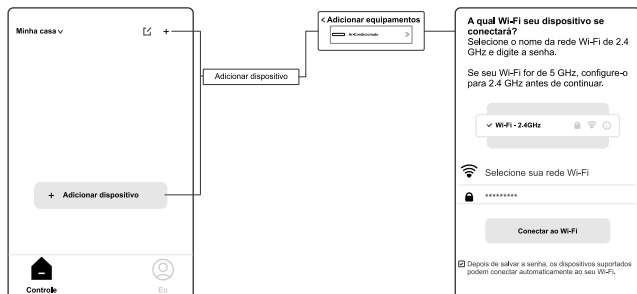 Minha casa
+
+ Adicionar dispositivo
Controle
Eu
Adicionar dispositivo
< Adicionar equipamentos
Ar-Condicionado >
A qual Wi-Fi seu dispositivo se
conectará?
Selecione o nome da rede Wi-Fi de 2.4
GHz e digite a senha.
Se seu Wi-Fi for de 5 GHz, configure-o
para 2.4 GHz antes de continuar.
Wi-Fi - 2.4GHz
Selecione sua rede Wi-Fi
*********
Conectar ao Wi-Fi
Depois de salvar a senha, os dispositivos suportados
podem conectar automaticamente ao seu Wi-Fi.